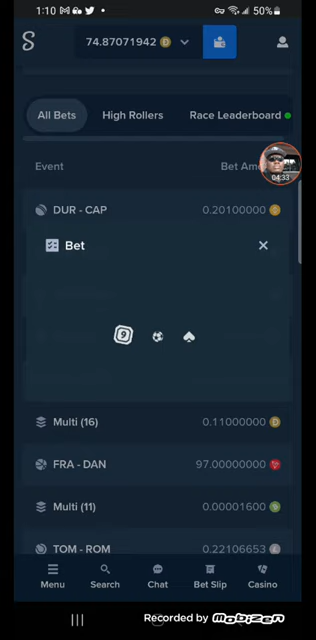 1:10 50%
S 74.87071942
All Bets High Rollers Race Leaderboard
Event Bet Am
04:33
DUR - CAP 0.20100000
Bet
9
Multi (16) 0.11000000
FRA - DAN 97.00000000
Multi (11) 0.00001600
TOM - ROM 0.22106653
Menu Search Chat Bet Slip Casino
Recorded by Mobizen